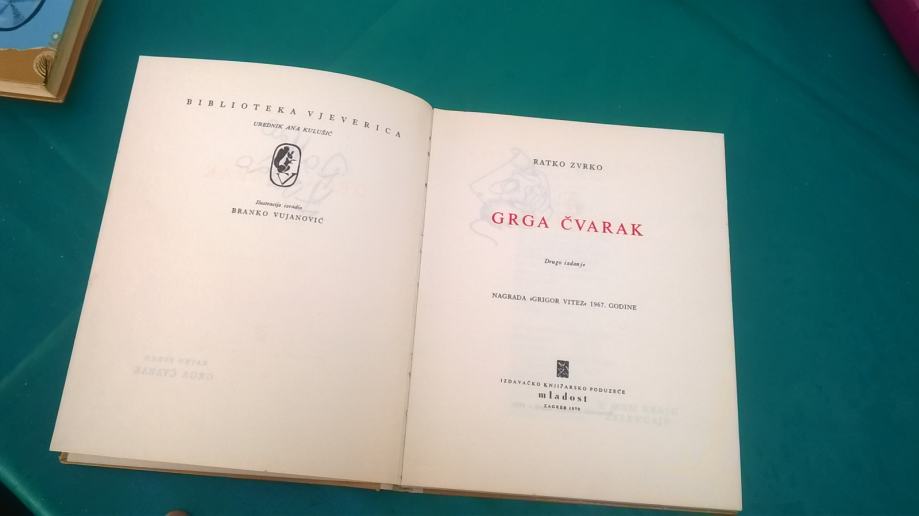 BIBLIOTEKA VJEVERICA
UREDNIK ANA KULUŠIĆ
Ilustracije izradio
BRANKO VUJANOVIĆ
RATKO ZVRKO
GRGA ČVARAK
Drugo izdanje
NAGRADA »GRIGOR VITEZ« 1967. GODINE
IZDAVAČKO KNJIŽARSKO PODUZEĆE
mladost
ZAGREB 1970